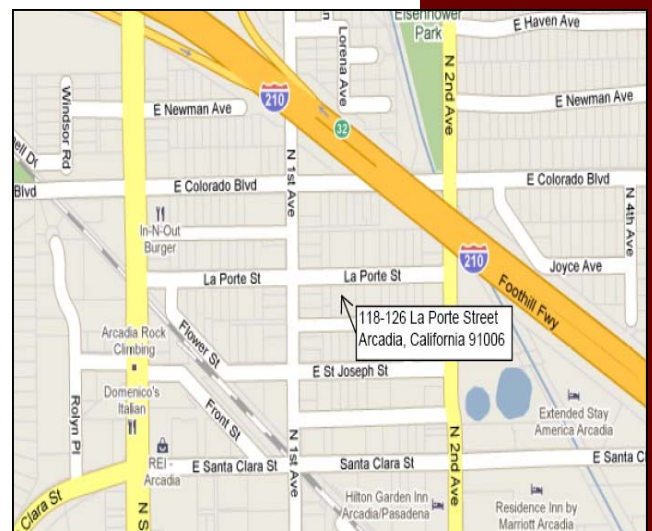 Eisenhower
Park
E Haven Ave
Lorena Ave
N 2nd Ave
Windsor Rd
E Newman Ave
210
32
E Newman Ave
N 1st Ave
Blvd
E Colorado Blvd
E Colorado Blvd
N 4th Ave
In-N-Out
Burger
La Porte St
La Porte St
210
Joyce Ave
Foothill Fwy
118-126 La Porte Street
Arcadia, California 91006
Flower St
Arcadia Rock
Climbing
E St Joseph St
Domenico's
Italian
Front St
Rolyn Pl
Extended Stay
America Arcadia
REI -
Arcadia
E Santa Clara St
N 1st Ave
Santa Clara St
N 2nd Ave
E Santa
Clara St
N S
Hilton Garden Inn
Arcadia/Pasadena
Residence Inn by
Marriott Arcadia